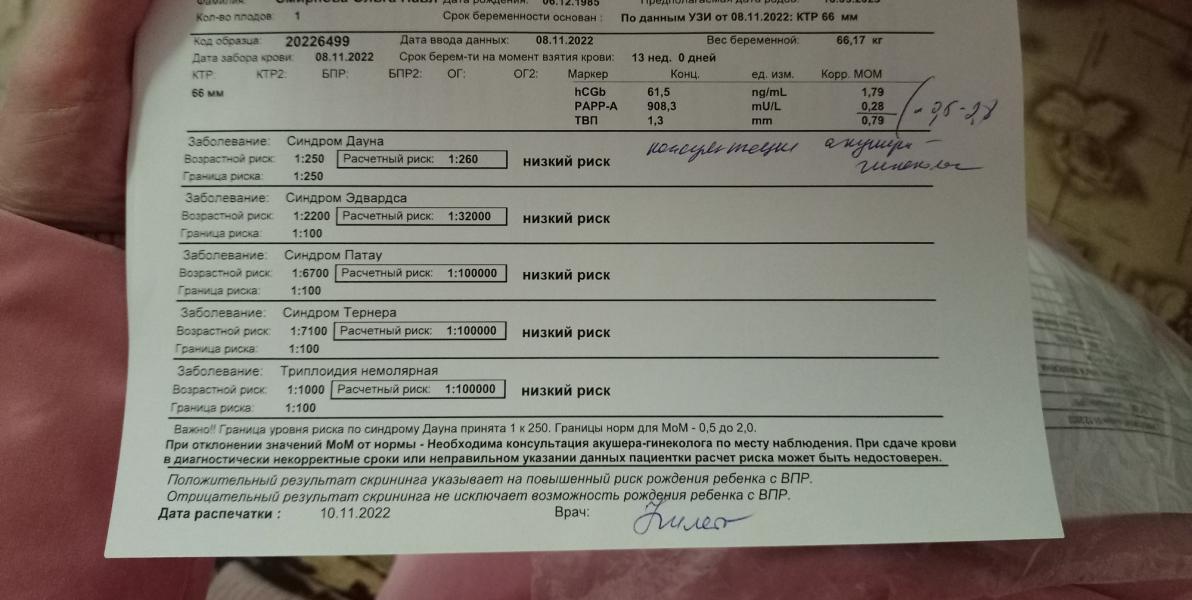 Дата рождения: 06.12.1985
Кол-во плодов: 1 Срок беременности основан : По данным УЗИ от 08.11.2022: КТР 66 мм
Код образца: 20226499 Дата ввода данных: 08.11.2022 Вес беременной: 66,17 кг
Дата забора крови: 08.11.2022 Срок берем-ти на момент взятия крови: 13 нед. 0 дней
КТР: КТР2: БПР: БПР2: ОГ: ОГ2: Маркер Конц. ед. изм. Корр. МОМ
66 мм hCGb 61,5 ng/mL 1,79
PAPP-A 908,3 mU/L 0,28
ТВП 1,3 mm 0,79
консультация акушера-
гинеколог
Заболевание: Синдром Дауна
Возрастной риск: 1:250 Расчетный риск: 1:260 низкий риск
Граница риска: 1:250
Заболевание: Синдром Эдвардса
Возрастной риск: 1:2200 Расчетный риск: 1:32000 низкий риск
Граница риска: 1:100
Заболевание: Синдром Патау
Возрастной риск: 1:6700 Расчетный риск: 1:100000 низкий риск
Граница риска: 1:100
Заболевание: Синдром Тернера
Возрастной риск: 1:7100 Расчетный риск: 1:100000 низкий риск
Граница риска: 1:100
Заболевание: Триплоидия немолярная
Возрастной риск: 1:1000 Расчетный риск: 1:100000 низкий риск
Граница риска: 1:100
Важно!! Граница уровня риска по синдрому Дауна принята 1 к 250. Границы норм для МоМ - 0,5 до 2,0.
При отклонении значений МоМ от нормы - Необходима консультация акушера-гинеколога по месту наблюдения. При сдаче крови
в диагностически некорректные сроки или неправильном указании данных пациентки расчет риска может быть недостоверен.
Положительный результат скрининга указывает на повышенный риск рождения ребенка с ВПР.
Отрицательный результат скрининга не исключает возможность рождения ребенка с ВПР.
Дата распечатки : 10.11.2022 Врач: